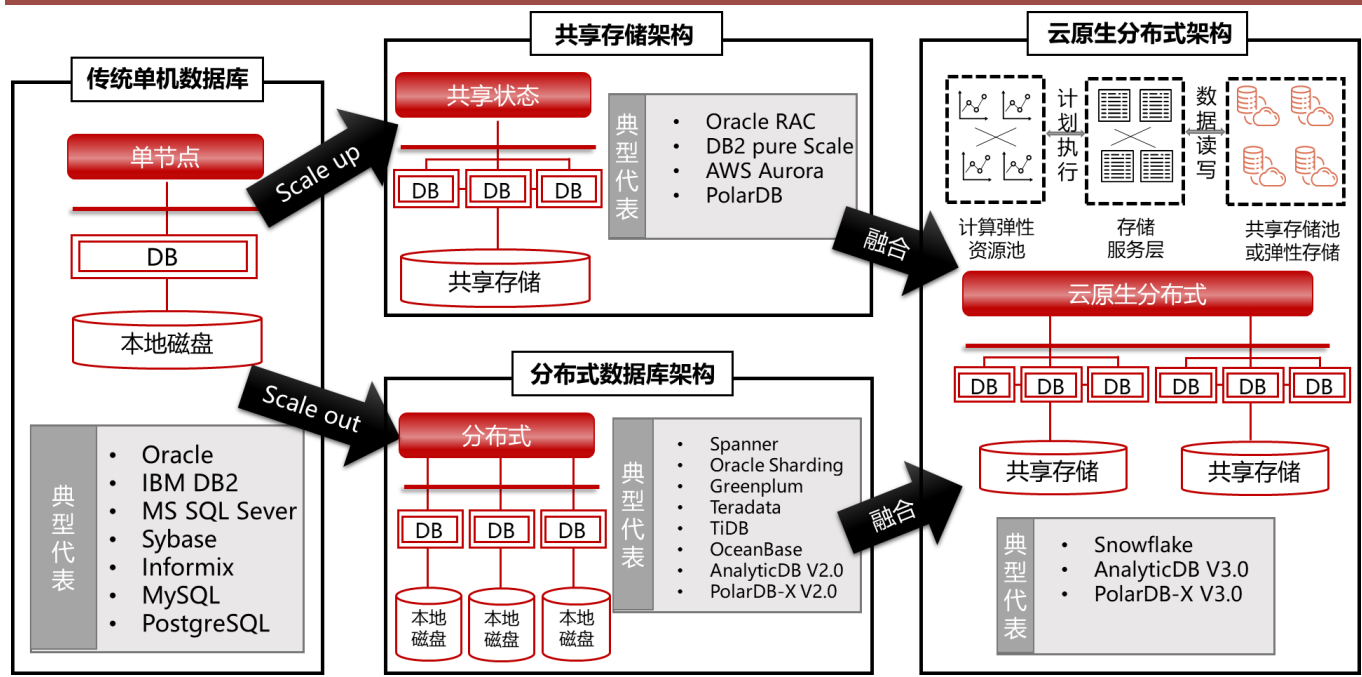 传统单机数据库
单节点
DB
本地磁盘
典型代表
• Oracle
• IBM DB2
• MS SQL Sever
• Sybase
• Informix
• MySQL
• PostgreSQL
Scale up
Scale out
共享存储架构
共享状态
DB DB DB
共享存储
典型代表
• Oracle RAC
• DB2 pure Scale
• AWS Aurora
• PolarDB
融合
分布式数据库架构
分布式
DB DB DB
本地磁盘 本地磁盘 本地磁盘
典型代表
• Spanner
• Oracle Sharding
• Greenplum
• Teradata
• TiDB
• OceanBase
• AnalyticDB V2.0
• PolarDB-X V2.0
融合
云原生分布式架构
计划执行
数据读写
计算弹性
资源池
存储
服务层
共享存储池
或弹性存储
云原生分布式
DB DB DB DB DB DB
共享存储 共享存储
典型代表
• Snowflake
• AnalyticDB V3.0
• PolarDB-X V3.0